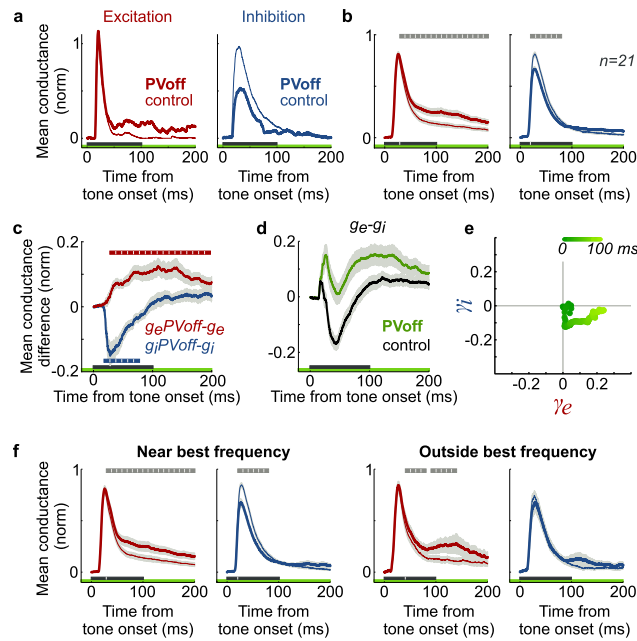 a
Excitation
Inhibition
Mean conductance
(norm)
1
0
PVoff
control
PVoff
control
0 100 200
0 100 200
Time from
tone onset (ms)
Time from
tone onset (ms)
b
n=21
1
0
0 100 200
0 100 200
Time from
tone onset (ms)
Time from
tone onset (ms)
c
Mean conductance
difference (norm)
0.2
0
-0.2
gePVoff-ge
giPVoff-gi
0 100 200
Time from tone onset (ms)
d
ge-gi
0.2
0
-0.2
PVoff
control
0 100 200
Time from tone onset (ms)
e
0 100 ms
γi
0.2
0
-0.2
-0.4 0 0.4
γe
f
Near best frequency
Outside best frequency
Mean conductance
(norm)
1
0
0 100 200
0 100 200
Time from
tone onset (ms)
Time from
tone onset (ms)
1
0
0 100 200
0 100 200
Time from
tone onset (ms)
Time from
tone onset (ms)